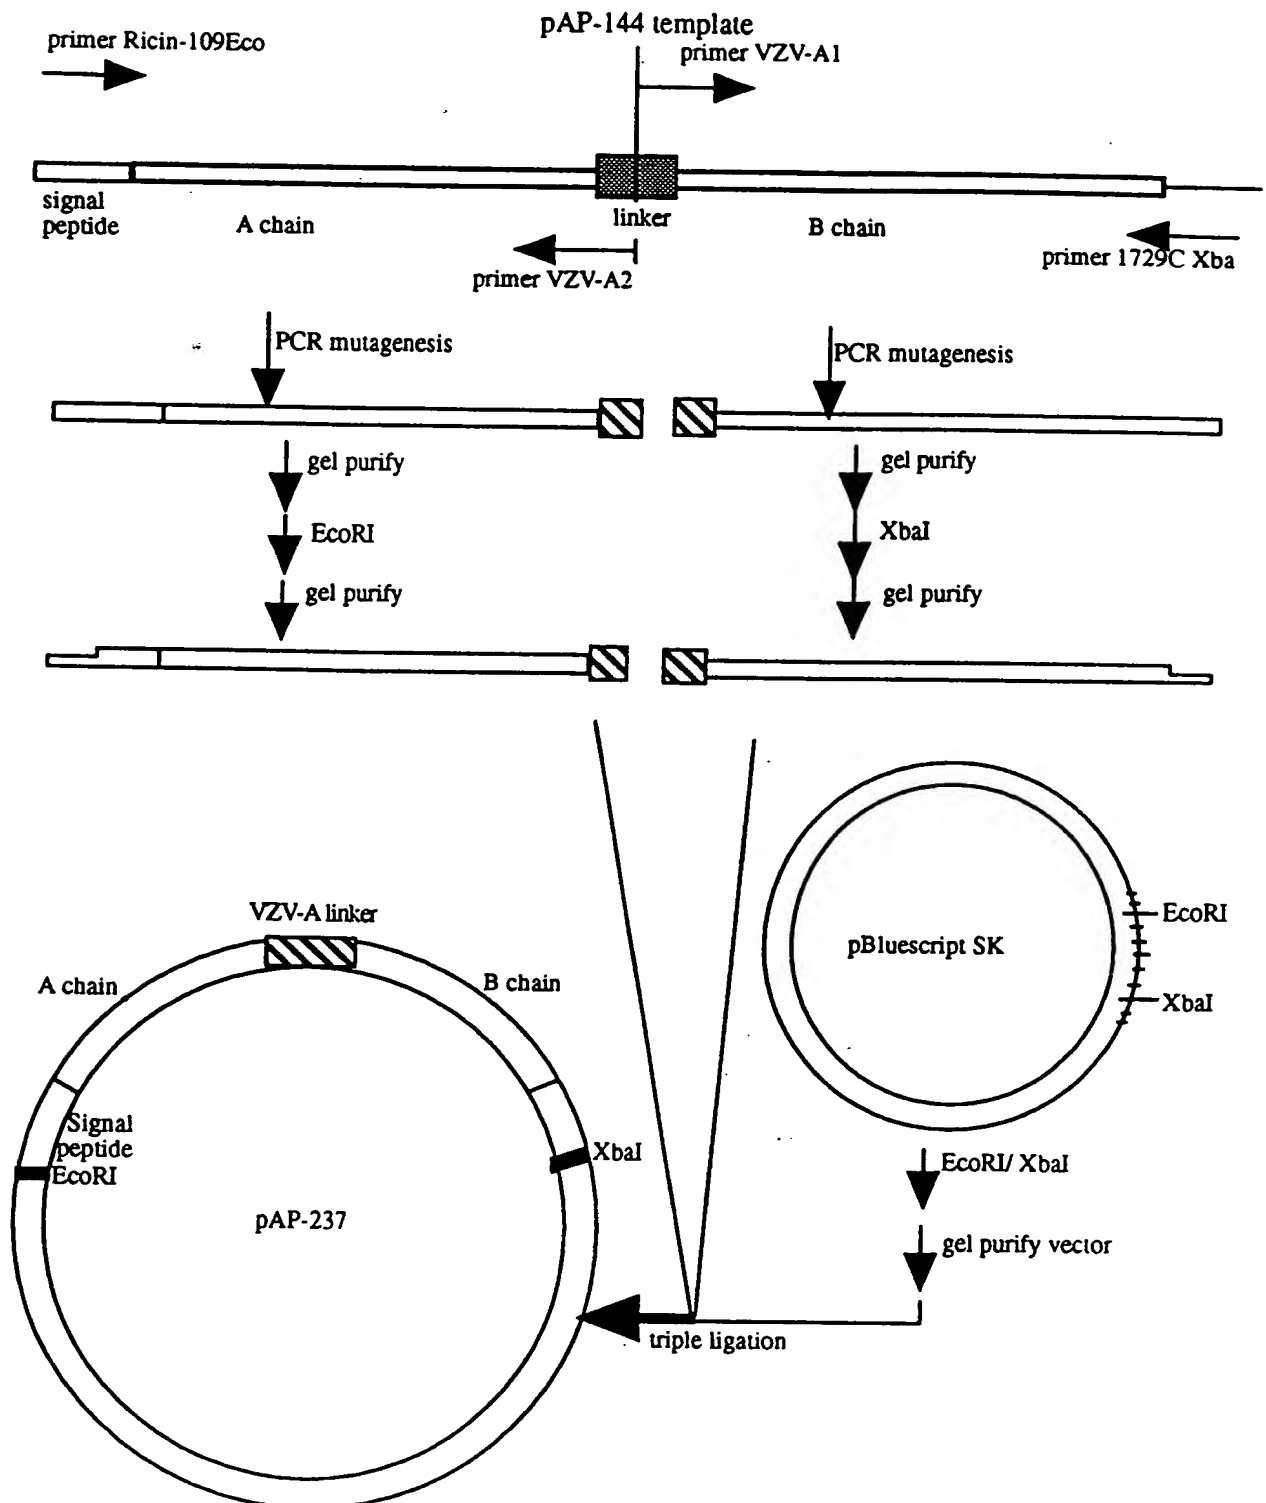 pAP-144 template
primer Ricin-109Eco
primer VZV-A1
signal
peptide
A chain
linker
B chain
primer VZV-A2
primer 1729C Xba
PCR mutagenesis
PCR mutagenesis
gel purify
gel purify
EcoRI
XbaI
gel purify
gel purify
VZV-A linker
A chain
B chain
pBluescript SK
EcoRI
XbaI
Signal
peptide
EcoRI
XbaI
pAP-237
EcoRI/ XbaI
gel purify vector
triple ligation